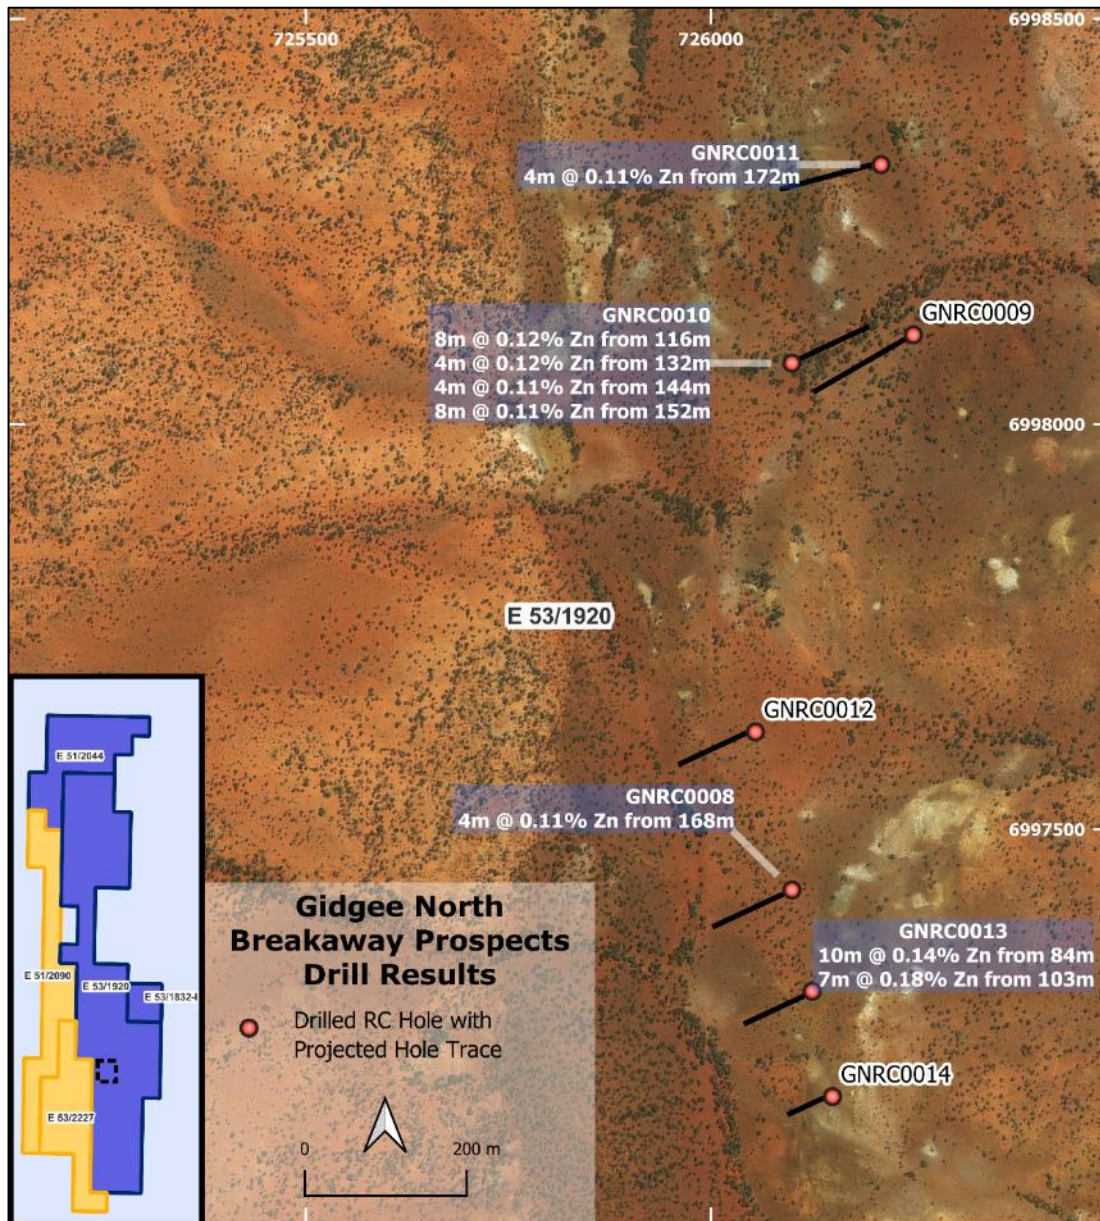 725500
726000
6998500
GNRC0011
4m @ 0.11% Zn from 172m
GNRC0009
GNRC0010
8m @ 0.12% Zn from 116m
4m @ 0.12% Zn from 132m
4m @ 0.11% Zn from 144m
8m @ 0.11% Zn from 152m
6998000
E 53/1920
GNRC0012
GNRC0008
4m @ 0.11% Zn from 168m
6997500
GNRC0013
10m @ 0.14% Zn from 84m
7m @ 0.18% Zn from 103m
GNRC0014
E 51/2044
E 51/2090
E 53/1920
E 53/1832-I
E 53/2227
Gidgee North
Breakaway Prospects
Drill Results
Drilled RC Hole with
Projected Hole Trace
0 200 m